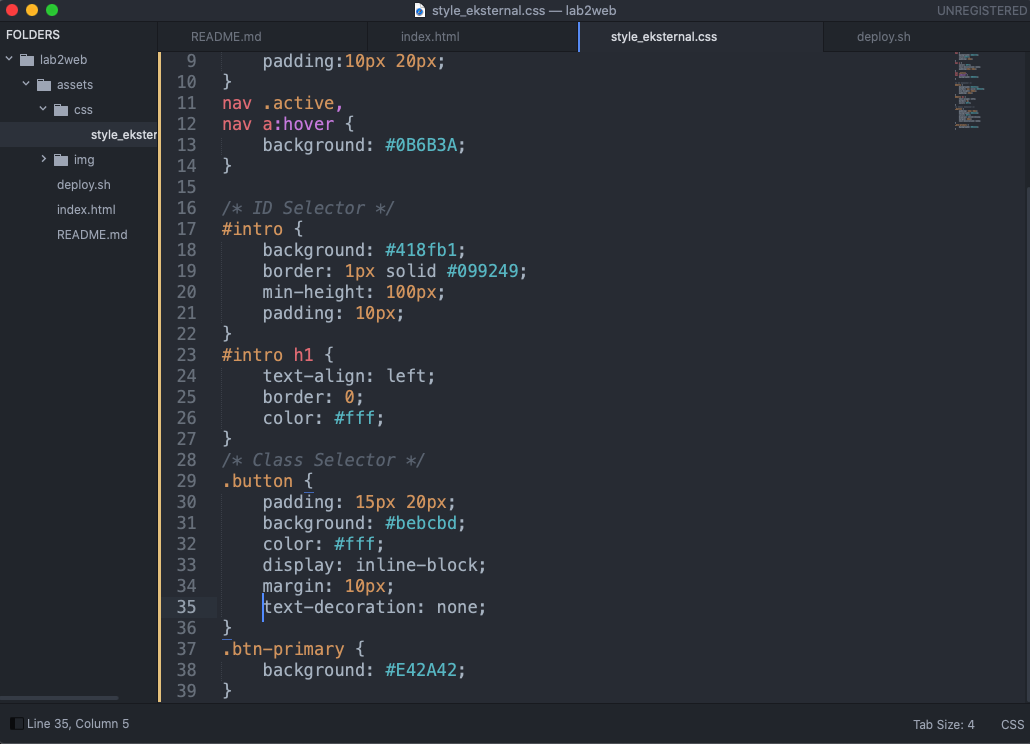 style_eksternal.css — lab2web
UNREGISTERED
FOLDERS
lab2web
assets
css
style_ekster
img
deploy.sh
index.html
README.md
README.md
index.html
style_eksternal.css
deploy.sh
9 padding:10px 20px;
10 }
11 nav .active,
12 nav a:hover {
13 background: #0B6B3A;
14 }
15
16 /* ID Selector */
17 #intro {
18 background: #418fb1;
19 border: 1px solid #099249;
20 min-height: 100px;
21 padding: 10px;
22 }
23 #intro h1 {
24 text-align: left;
25 border: 0;
26 color: #fff;
27 }
28 /* Class Selector */
29 .button {
30 padding: 15px 20px;
31 background: #bebcbd;
32 color: #fff;
33 display: inline-block;
34 margin: 10px;
35 text-decoration: none;
36 }
37 .btn-primary {
38 background: #E42A42;
39 }
Line 35, Column 5
Tab Size: 4
CSS